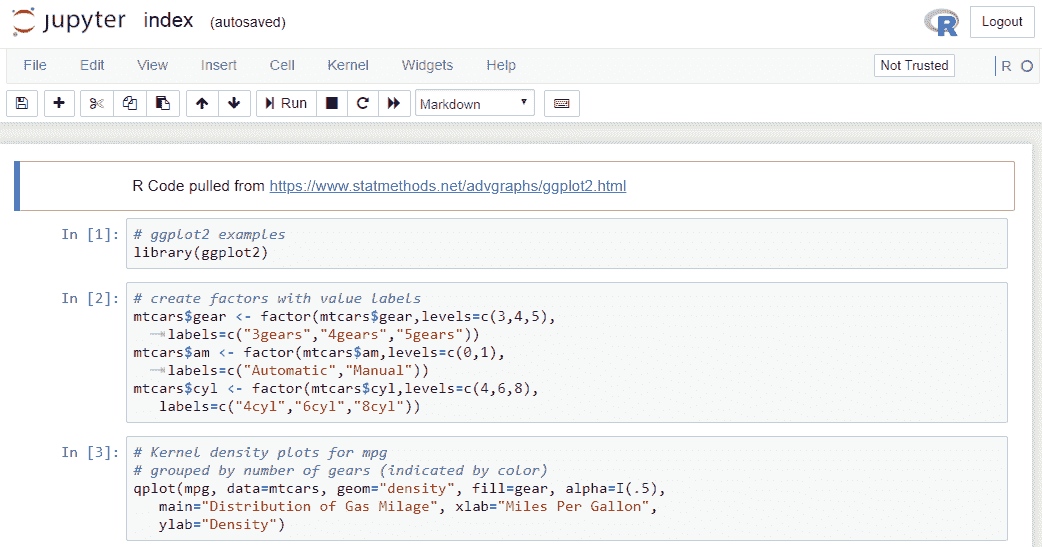 jupyter index (autosaved)
R
Logout
File Edit View Insert Cell Kernel Widgets Help
Not Trusted
R
Run
Markdown
R Code pulled from https://www.statmethods.net/advgraphs/ggplot2.html
In [1]:
# ggplot2 examples
library(ggplot2)
In [2]:
# create factors with value labels
mtcars$gear <- factor(mtcars$gear,levels=c(3,4,5),
labels=c("3gears","4gears","5gears"))
mtcars$am <- factor(mtcars$am,levels=c(0,1),
labels=c("Automatic","Manual"))
mtcars$cyl <- factor(mtcars$cyl,levels=c(4,6,8),
labels=c("4cyl","6cyl","8cyl"))
In [3]:
# Kernel density plots for mpg
# grouped by number of gears (indicated by color)
qplot(mpg, data=mtcars, geom="density", fill=gear, alpha=I(.5),
main="Distribution of Gas Milage", xlab="Miles Per Gallon",
ylab="Density")